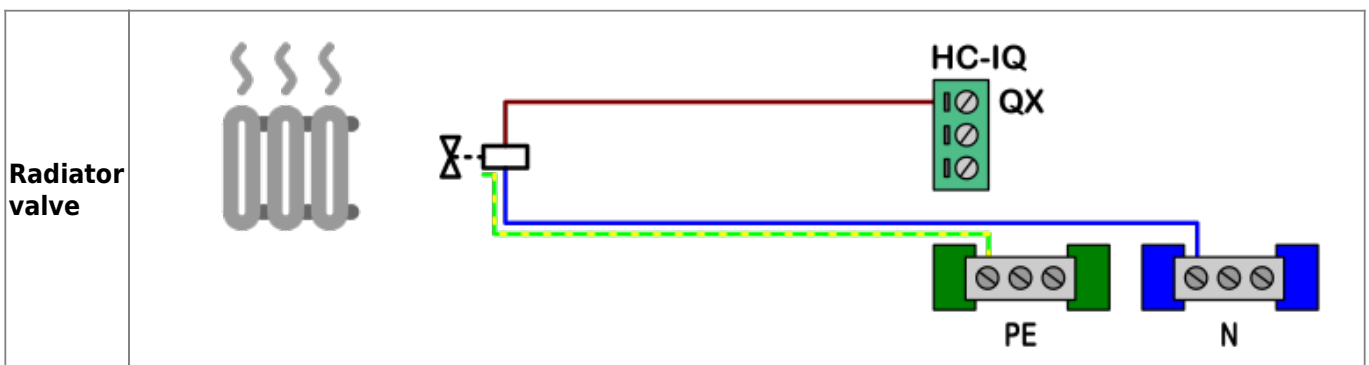 Radiator
valve
HC-IQ
QX
PE
N